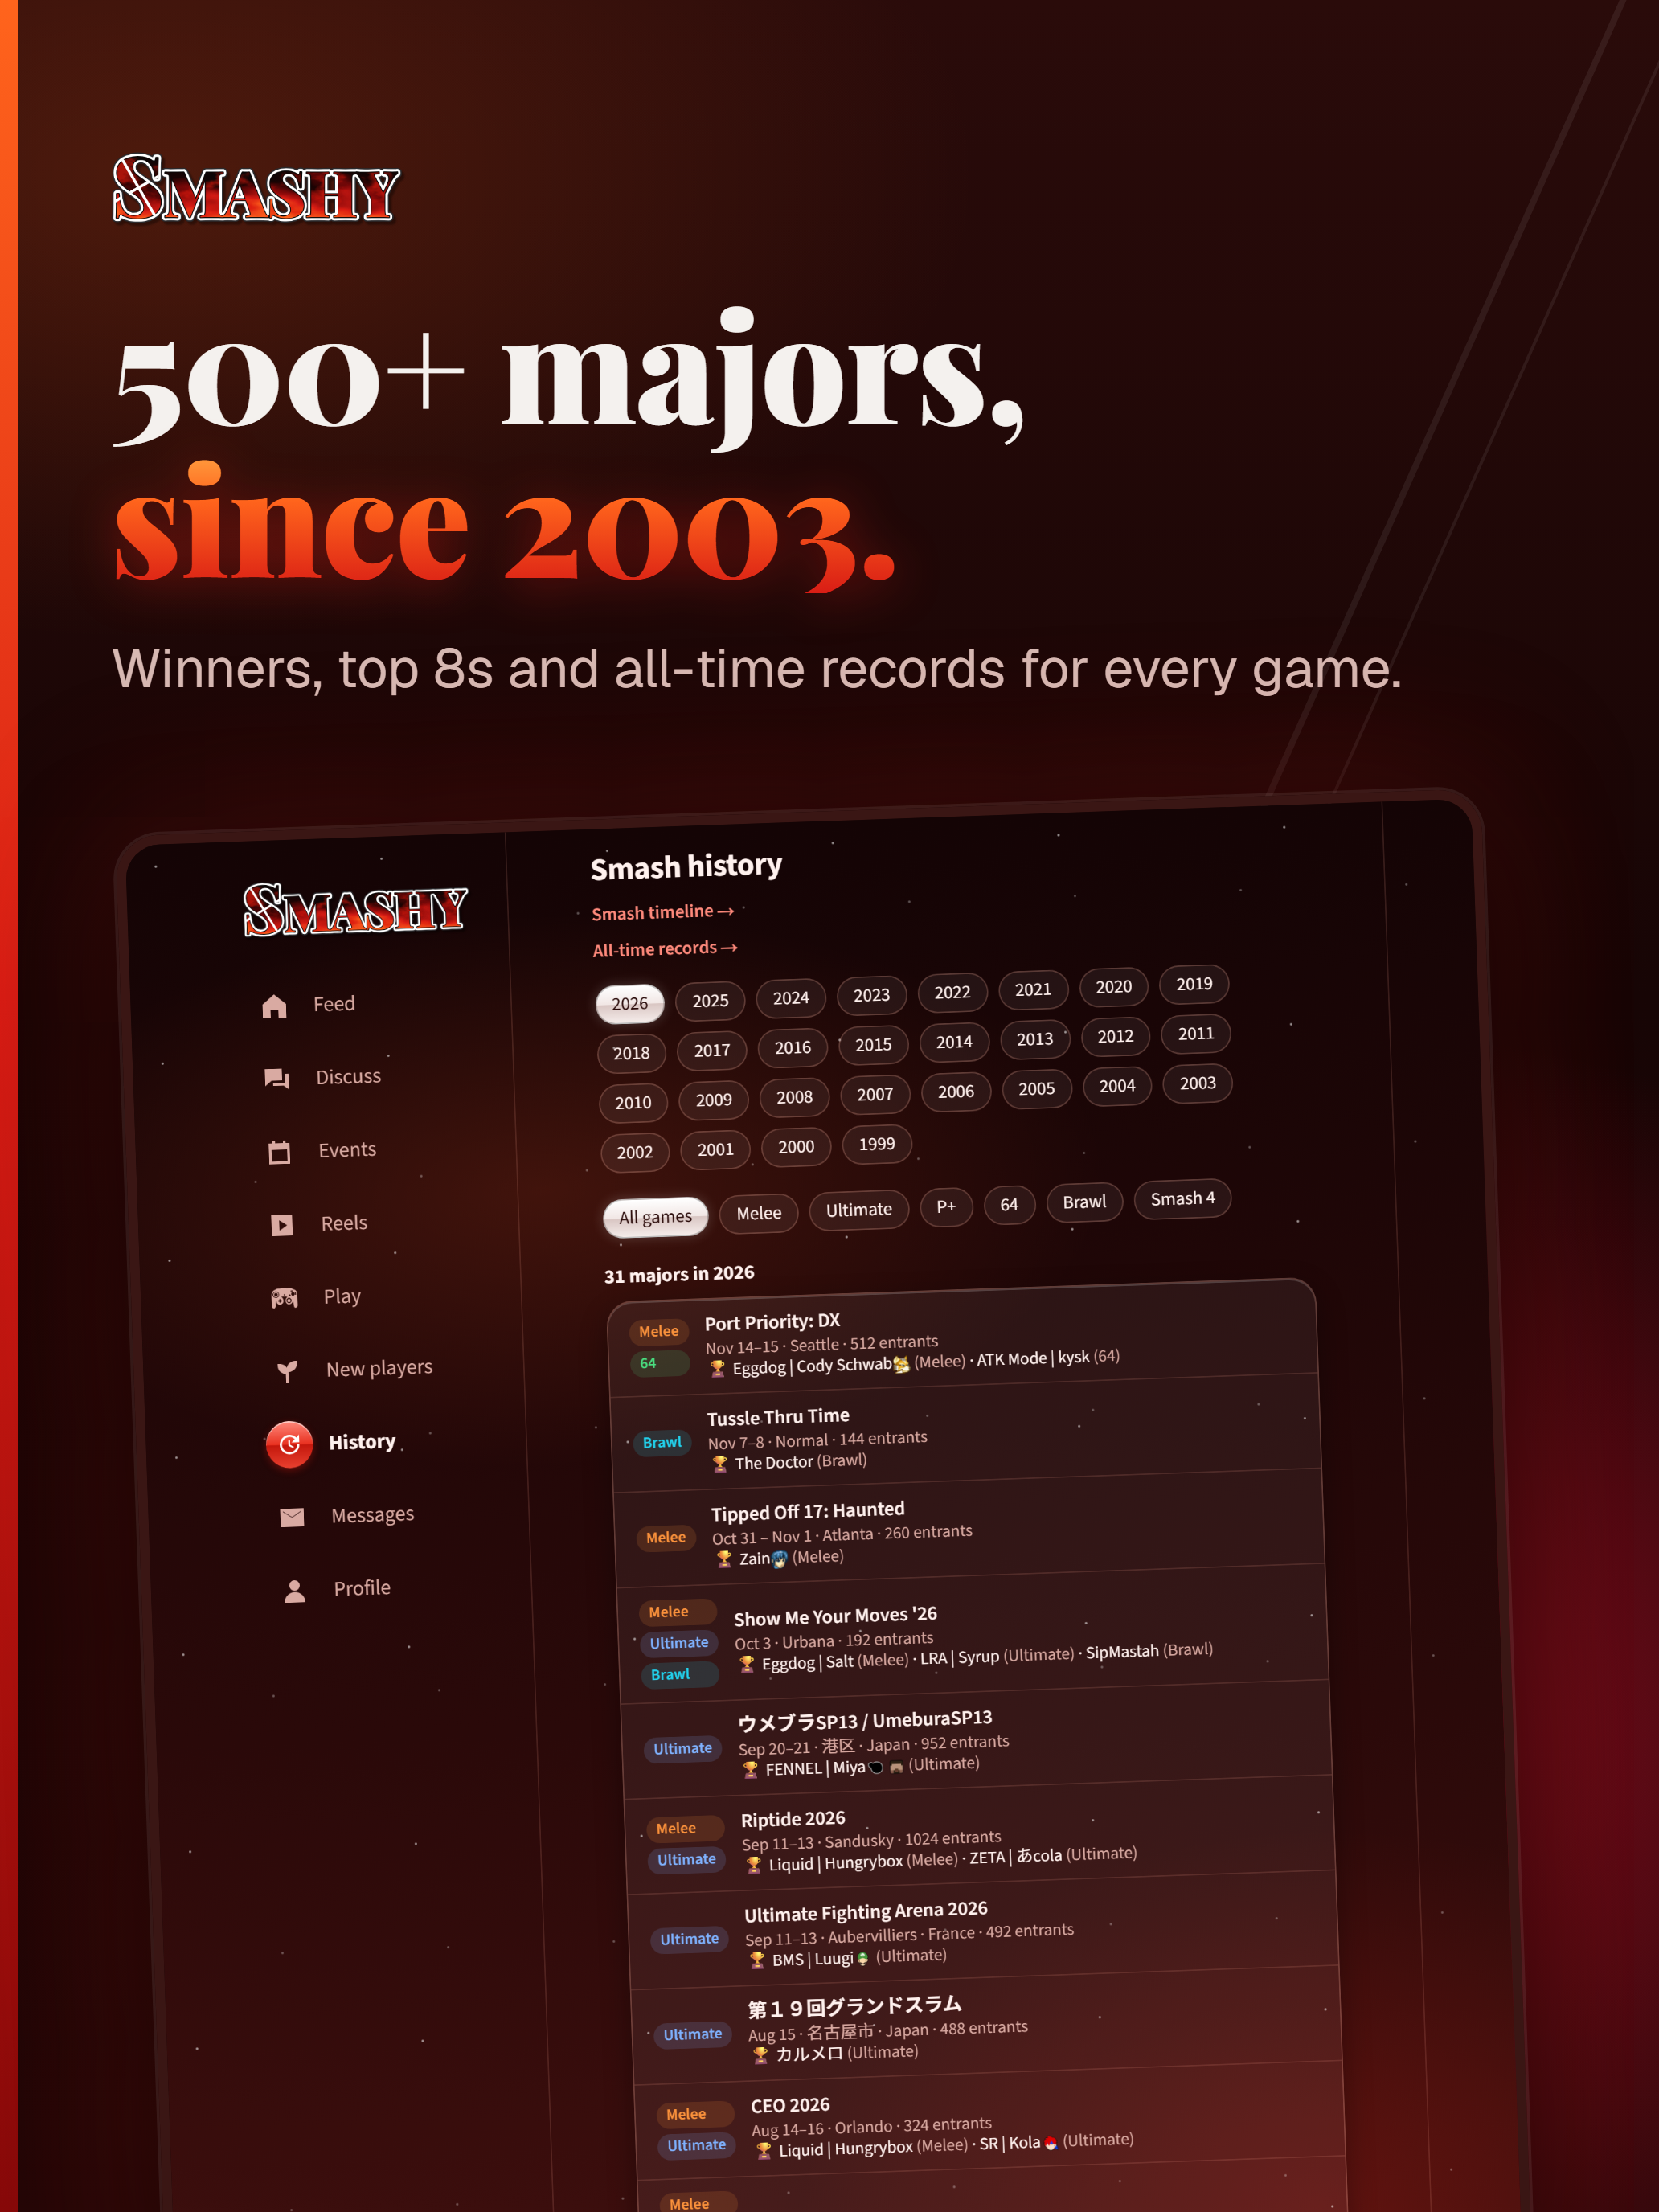 SMASHY
500+ majors,
since 2003.
Winners, top 8s and all-time records for every game.
SMASHY
Feed
Discuss
Events
Reels
Play
New players
History
Messages
Profile
Smash history
Smash timeline →
All-time records →
2026 2025 2024 2023 2022 2021 2020 2019
2018 2017 2016 2015 2014 2013 2012 2011
2010 2009 2008 2007 2006 2005 2004 2003
2002 2001 2000 1999
All games Melee Ultimate P+ 64 Brawl Smash 4
31 majors in 2026
Melee
64
Port Priority: DX
Nov 14–15 · Seattle · 512 entrants
🏆 Eggdog | Cody Schwab (Melee) · ATK Mode | kysk (64)
Brawl
Tussle Thru Time
Nov 7–8 · Normal · 144 entrants
🏆 The Doctor (Brawl)
Melee
Tipped Off 17: Haunted
Oct 31 – Nov 1 · Atlanta · 260 entrants
🏆 Zain (Melee)
Melee
Ultimate
Brawl
Show Me Your Moves '26
Oct 3 · Urbana · 192 entrants
🏆 Eggdog | Salt (Melee) · LRA | Syrup (Ultimate) · SipMastah (Brawl)
Ultimate
ウメブラSP13 / UmeburaSP13
Sep 20–21 · 港区 · Japan · 952 entrants
🏆 FENNEL | Miya (Ultimate)
Melee
Ultimate
Riptide 2026
Sep 11–13 · Sandusky · 1024 entrants
🏆 Liquid | Hungrybox (Melee) · ZETA | あcola (Ultimate)
Ultimate
Ultimate Fighting Arena 2026
Sep 11–13 · Aubervilliers · France · 492 entrants
🏆 BMS | Luugi (Ultimate)
Ultimate
第１９回グランドスラム
Aug 15 · 名古屋市 · Japan · 488 entrants
🏆 カルメロ (Ultimate)
Melee
Ultimate
CEO 2026
Aug 14–16 · Orlando · 324 entrants
🏆 Liquid | Hungrybox (Melee) · SR | Kola (Ultimate)
Melee